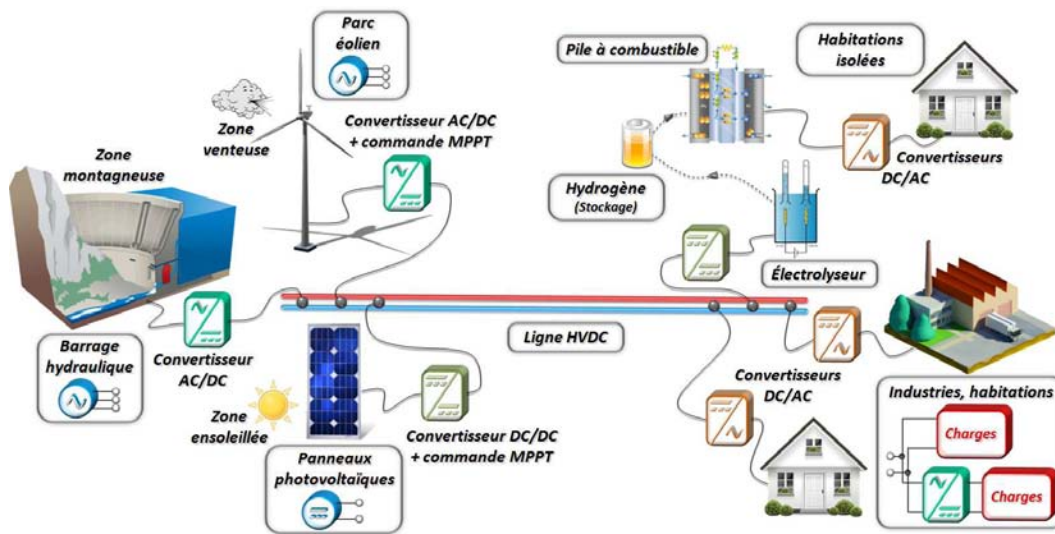 Parc
éolien
Zone
venteuse
Convertisseur AC/DC
+ commande MPPT
Zone
montagneuse
Barrage
hydraulique
Convertisseur
AC/DC
Zone
ensoleillée
Panneaux
photovoltaïques
Convertisseur DC/DC
+ commande MPPT
Ligne HVDC
Pile à combustible
Habitations
isolées
Convertisseurs
DC/AC
Hydrogène
(Stockage)
Électrolyseur
Convertisseurs
DC/AC
Industries, habitations
Charges
Charges